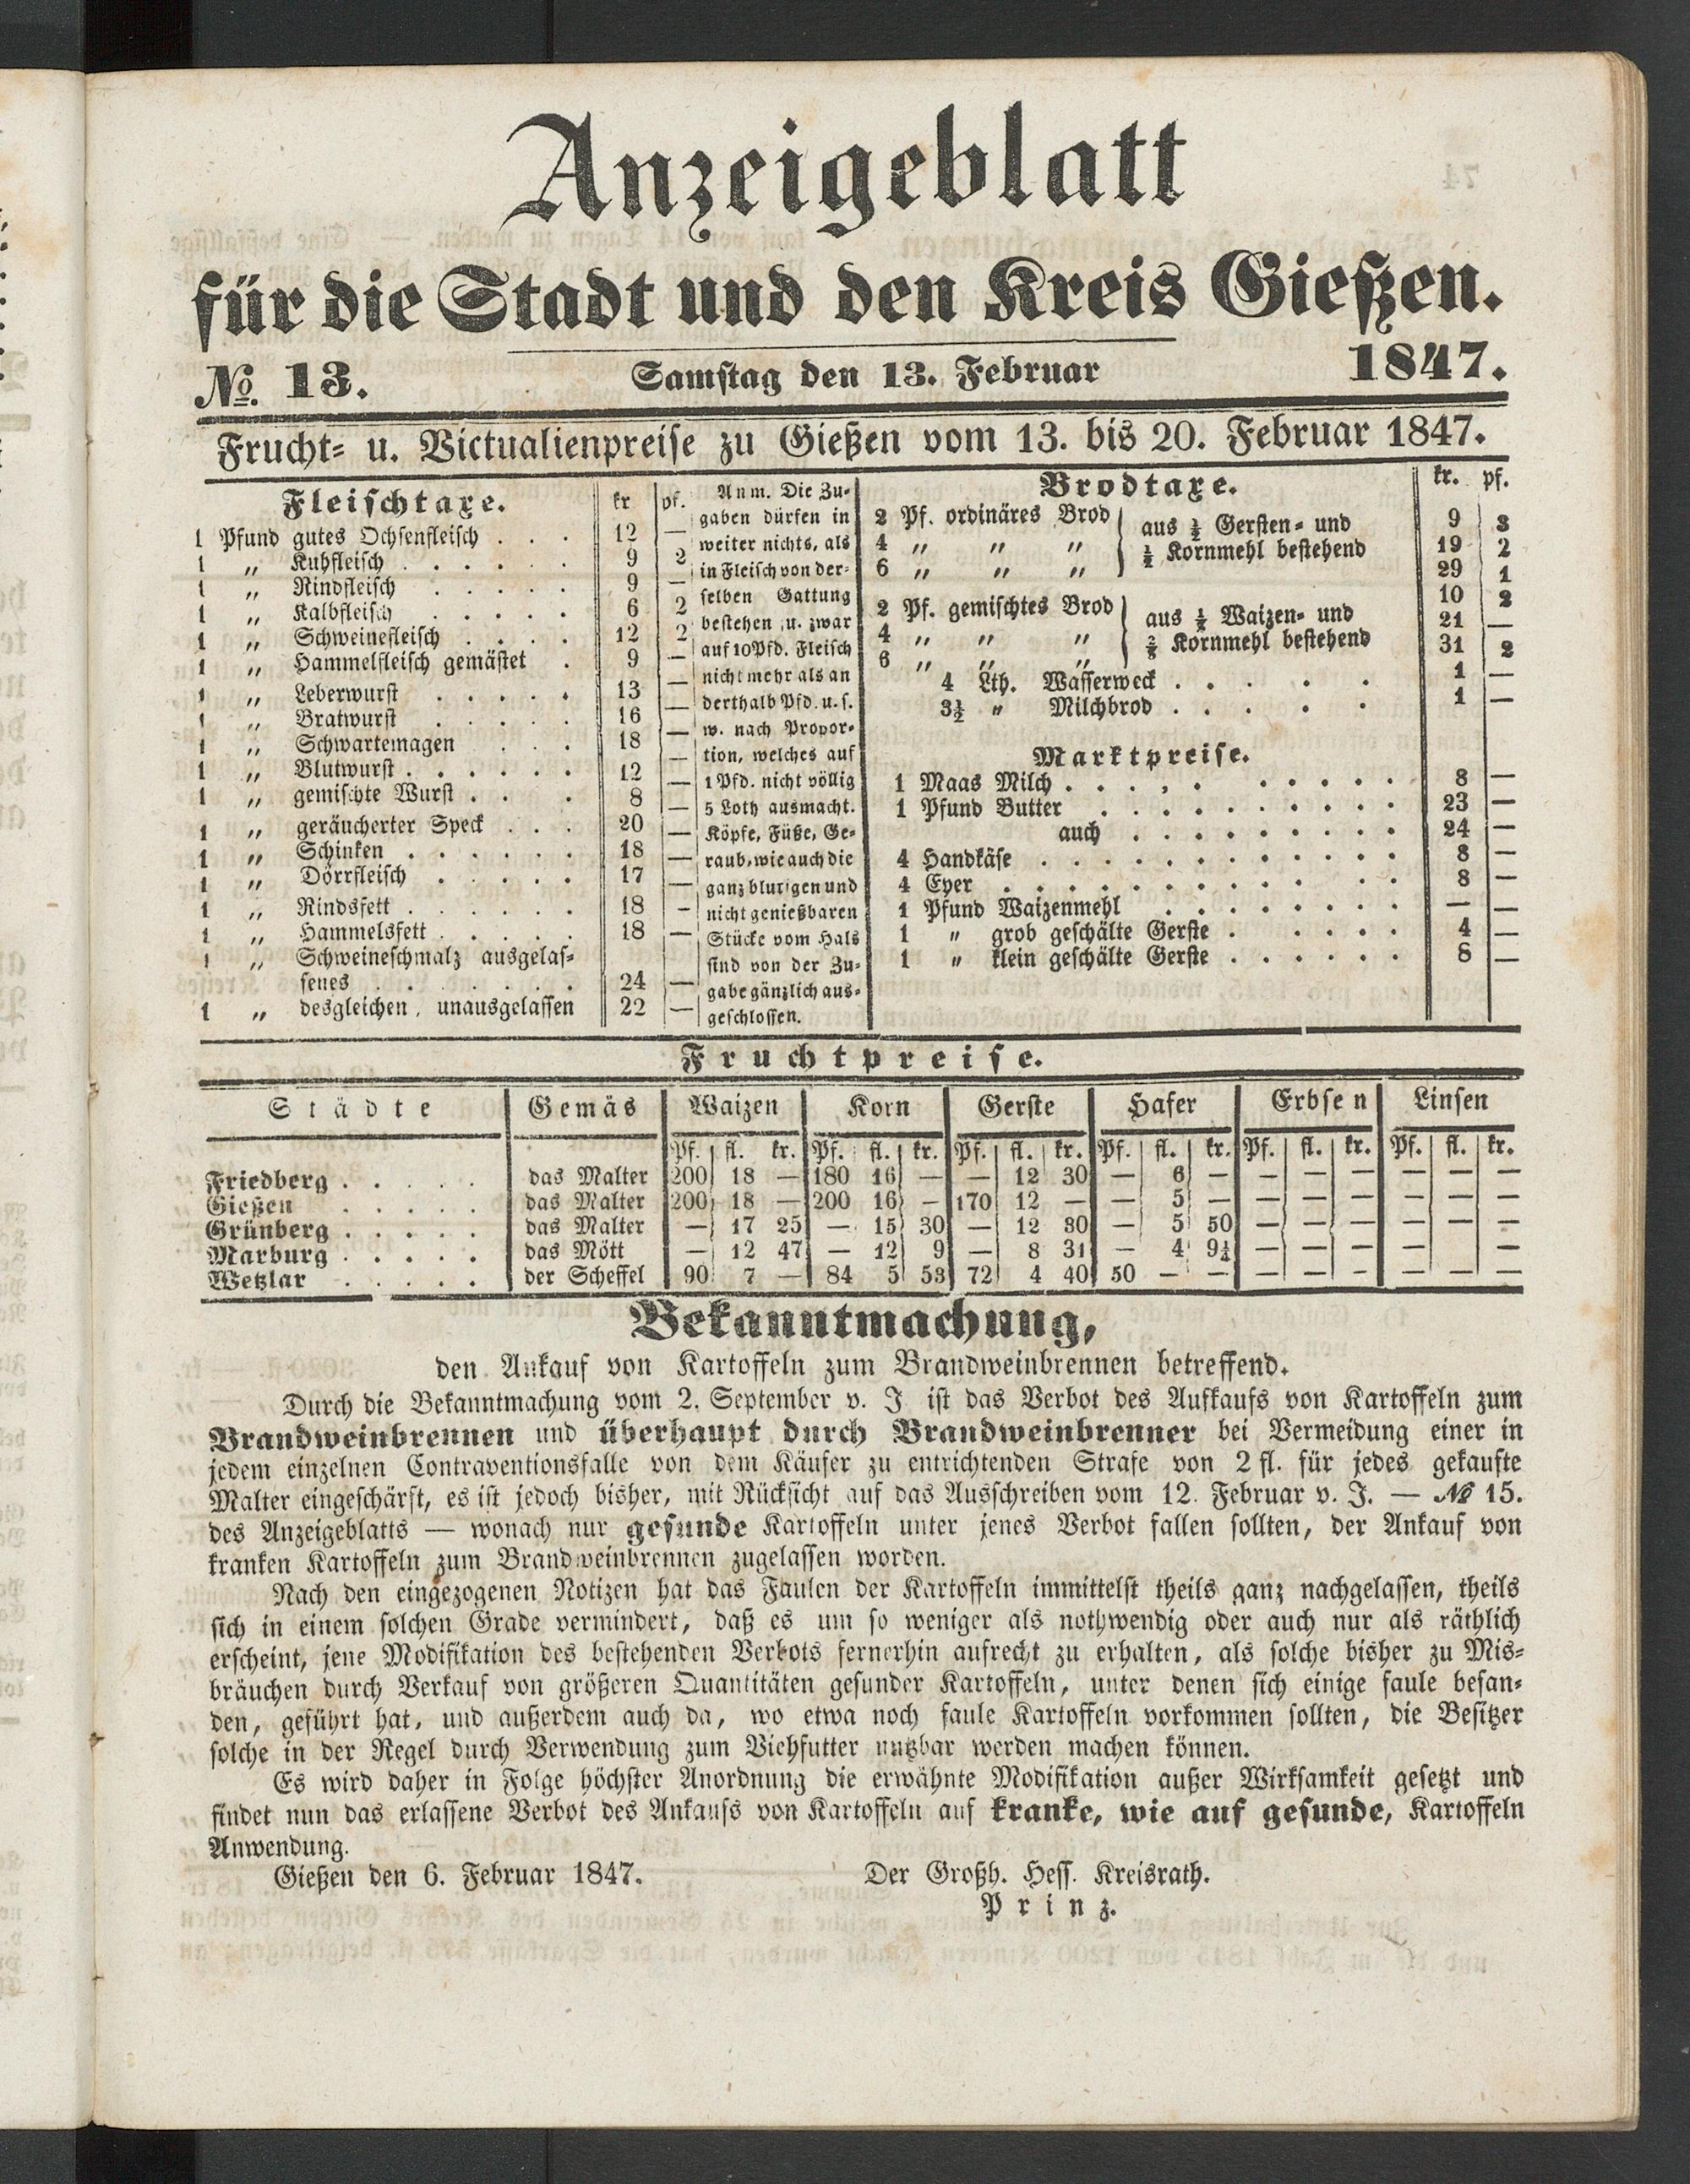 Anzeigeblatt
für die Stadt und den Kreis Gießen.
№. 13. Samstag den 13. Februar 1847.
Frucht- u. Victualienpreise zu Gießen vom 13. bis 20. Februar 1847.
Fleischtaxe. kr pf.
1 Pfund gutes Ochsenfleisch . . . 12 —
1 „ Kuhfleisch . . . . . . 9 2
1 „ Rindfleisch . . . . . 9 —
1 „ Kalbfleisch . . . . . 6 2
1 „ Schweinefleisch . . . . 12 2
1 „ Hammelfleisch gemästet . 9 —
1 „ Leberwurst . . . . . 13 —
1 „ Bratwurst . . . . . 16 —
1 „ Schwartemagen . . . 18 —
1 „ Blutwurst . . . . . . 12 —
1 „ gemischte Wurst . . . 8 —
1 „ geräucherter Speck . . . 20 —
1 „ Schinken . . . . . . 18 —
1 „ Dörrfleisch . . . . . 17 —
1 „ Rindsfett . . . . . . 18 —
1 „ Hammelsfett . . . . . 18 —
1 „ Schweineschmalz ausgelas-
senes . . . . . . 24 —
1 „ desgleichen, unausgelassen 22 —
Anm. Die Zu-
gaben dürfen in
weiter nichts, als
in Fleisch von der-
selben Gattung
bestehen u. zwar
auf 10 Pfd. Fleisch
nicht mehr als an
derthalb Pfd. u. s.
w. nach Propor-
tion, welches auf
1 Pfd. nicht völlig
5 Loth ausmacht.
Köpfe, Füße, Ge-
raub, wie auch die
ganz blutigen und
nicht genießbaren
Stücke vom Hals
sind von der Zu-
gabe gänzlich aus-
geschlossen.
Brodtaxe. kr. pf.
2 Pf. ordinäres Brod aus ½ Gersten- und 9 3
4 „ „ „ ½ Kornmehl bestehend 19 2
6 „ „ „ 29 1
2 Pf. gemischtes Brod aus Waizen- und 10 2
4 „ „ „ Kornmehl bestehend 21 —
6 „ „ „ 31 2
4 Lth. Wasserweck . . . . . 1 —
3½ „ Milchbrod . . . . . 1 —
Marktpreise.
1 Maas Milch . . . . . . . . . . 8 —
1 Pfund Butter . . . . . . . . . . 23 —
auch . . . . . . . . . 24 —
4 Handkäse . . . . . . . . . . . . 8 —
4 Eyer . . . . . . . . . . . . 8 —
1 Pfund Waizenmehl . . . . . . . . — —
1 „ grob geschälte Gerste . . . . . 4 —
1 „ klein geschälte Gerste . . . . . . 8 —
Fruchtpreise.
Städte Gemäs Waizen Korn Gerste Hafer Erbsen Linsen
Pf. fl. kr. Pf. fl. kr. Pf. fl. kr. Pf. fl. kr. Pf. fl. kr. Pf. fl. kr.
Friedberg . . . . . das Malter 200 18 — 180 16 — — 12 30 — 6 — — — — — — —
Gießen . . . . . das Malter 200 18 — 200 16 — 170 12 — — 5 — — — — — — —
Grünberg . . . . . das Malter — 17 25 — 15 30 — 12 30 — 5 50 — — — — — —
Marburg . . . . . das Mött — 12 47 — 12 9 — 8 31 — 4 9¼ — — — — — —
Wetzlar . . . . . der Scheffel 90 7 — 84 5 53 72 4 40 50 — — — — — — — —
Bekanntmachung,
den Ankauf von Kartoffeln zum Brandweinbrennen betreffend.
Durch die Bekanntmachung vom 2. September v. J ist das Verbot des Aufkaufs von Kartoffeln zum
Brandweinbrennen und überhaupt durch Brandweinbrenner bei Vermeidung einer in
jedem einzelnen Contraventionsfalle von dem Käufer zu entrichtenden Strafe von 2 fl. für jedes gekaufte
Malter eingeschärft, es ist jedoch bisher, mit Rücksicht auf das Ausschreiben vom 12. Februar v. J. — № 15.
des Anzeigeblatts — wonach nur gesunde Kartoffeln unter jenes Verbot fallen sollten, der Ankauf von
kranken Kartoffeln zum Brandweinbrennen zugelassen worden.
Nach den eingezogenen Notizen hat das Faulen der Kartoffeln immittelst theils ganz nachgelassen, theils
sich in einem solchen Grade vermindert, daß es um so weniger als nothwendig oder auch nur als räthlich
erscheint, jene Modifikation des bestehenden Verbots fernerhin aufrecht zu erhalten, als solche bisher zu Mis-
bräuchen durch Verkauf von größeren Quantitäten gesunder Kartoffeln, unter denen sich einige faule befan-
den, geführt hat, und außerdem auch da, wo etwa noch faule Kartoffeln vorkommen sollten, die Besitzer
solche in der Regel durch Verwendung zum Viehfutter nutzbar werden machen können.
Es wird daher in Folge höchster Anordnung die erwähnte Modifikation außer Wirksamkeit gesetzt und
findet nun das erlassene Verbot des Ankaufs von Kartoffeln auf kranke, wie auf gesunde, Kartoffeln
Anwendung.
Gießen den 6. Februar 1847. Der Großh. Hess. Kreisrath.
Prinz.